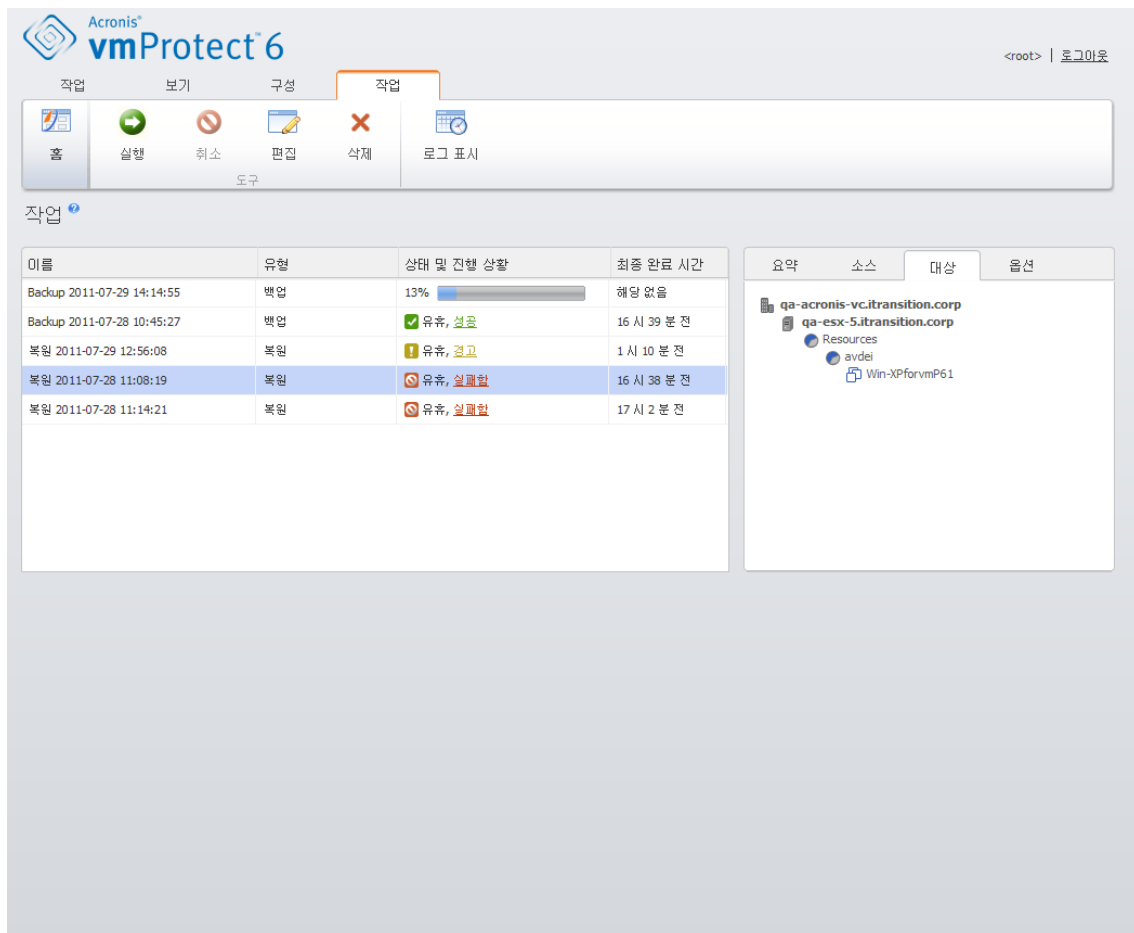 Acronis®
vmProtect™ 6
<root> | 로그아웃
작업 보기 구성 작업
홈 실행 취소 편집 삭제 로그 표시
도구
작업
이름 유형 상태 및 진행 상황 최종 완료 시간
Backup 2011-07-29 14:14:55 백업 13% 해당 없음
Backup 2011-07-28 10:45:27 백업 유휴, 성공 16 시 39 분 전
복원 2011-07-29 12:56:08 복원 유휴, 경고 1 시 10 분 전
복원 2011-07-28 11:08:19 복원 유휴, 실패함 16 시 38 분 전
복원 2011-07-28 11:14:21 복원 유휴, 실패함 17 시 2 분 전
요약 소스 대상 옵션
qa-acronis-vc.itransition.corp
qa-esx-5.itransition.corp
Resources
avdei
Win-XPforvmP61